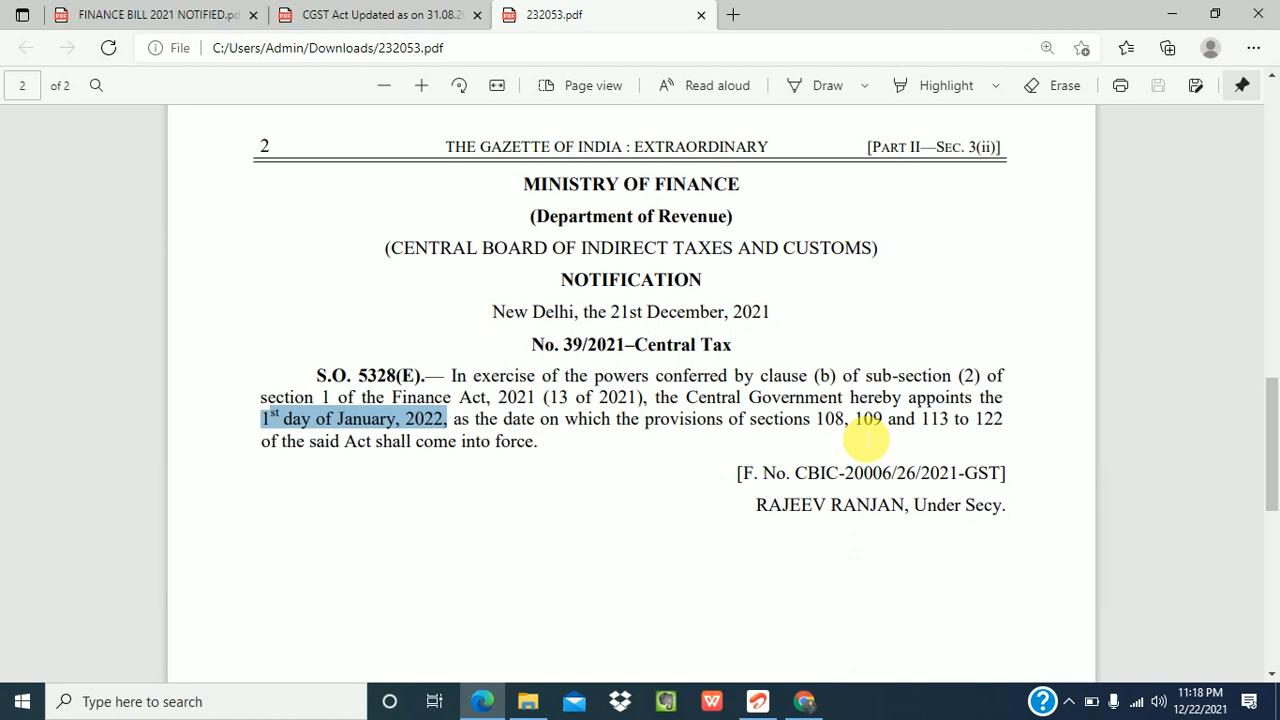 FINANCE BILL 2021 NOTIFIED.pd
CGST Act Updated as on 31.08.20
232053.pdf
File C:/Users/Admin/Downloads/232053.pdf
2 of 2 Page view Read aloud Draw Highlight Erase
2 THE GAZETTE OF INDIA : EXTRAORDINARY [PART II—SEC. 3(ii)]
MINISTRY OF FINANCE
(Department of Revenue)
(CENTRAL BOARD OF INDIRECT TAXES AND CUSTOMS)
NOTIFICATION
New Delhi, the 21st December, 2021
No. 39/2021–Central Tax
S.O. 5328(E).— In exercise of the powers conferred by clause (b) of sub-section (2) of
section 1 of the Finance Act, 2021 (13 of 2021), the Central Government hereby appoints the
1st day of January, 2022, as the date on which the provisions of sections 108, 109 and 113 to 122
of the said Act shall come into force.
[F. No. CBIC-20006/26/2021-GST]
RAJEEV RANJAN, Under Secy.
Type here to search
11:18 PM
12/22/2021